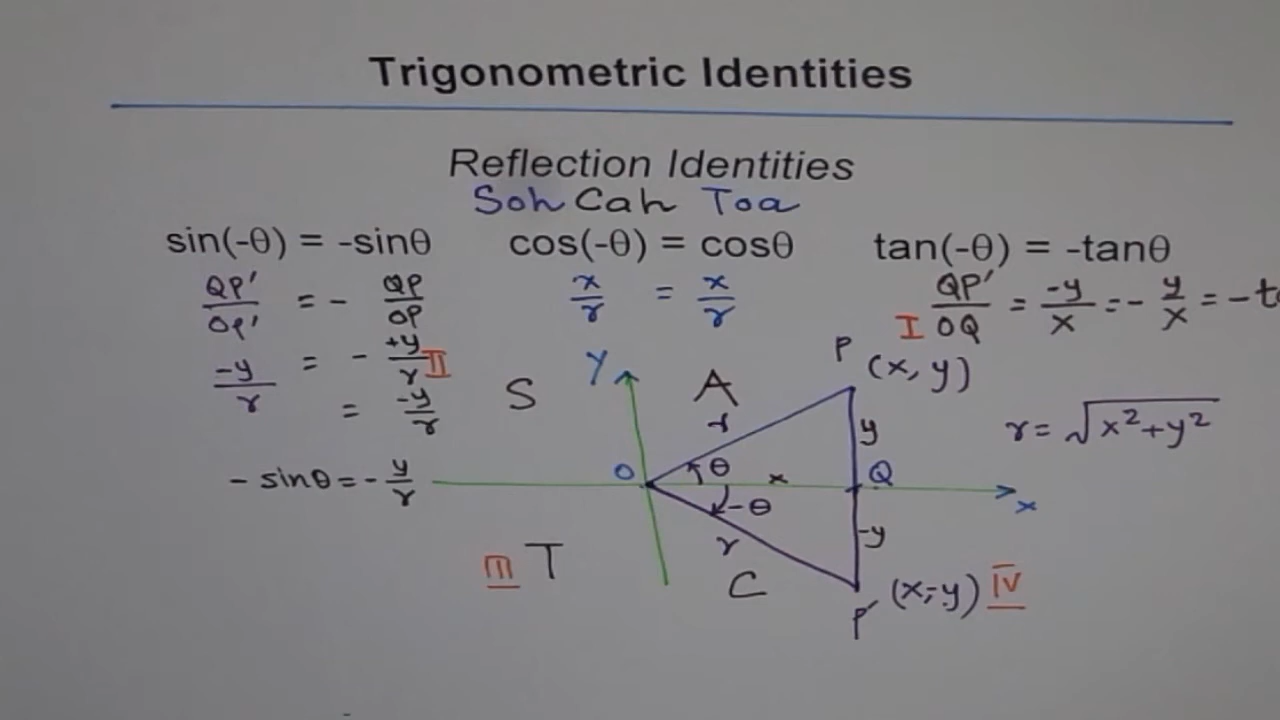 Trigonometric Identities
Reflection Identities
Soh Cah Toa
sin(-θ) = -sinθ
cos(-θ) = cosθ
tan(-θ) = -tanθ
QP'/OP' = - QP/OP
x/r = x/r
QP'/OQ = -y/x = - y/x = -t
-y/r = - +y/r
= -y/r
- sinθ = - y/r
I
II
S
Y
A
P
(x, y)
r = √x²+y²
r
y
O
θ
x
Q
-θ
x
r
-y
III
T
C
P'
(x,-y)
IV